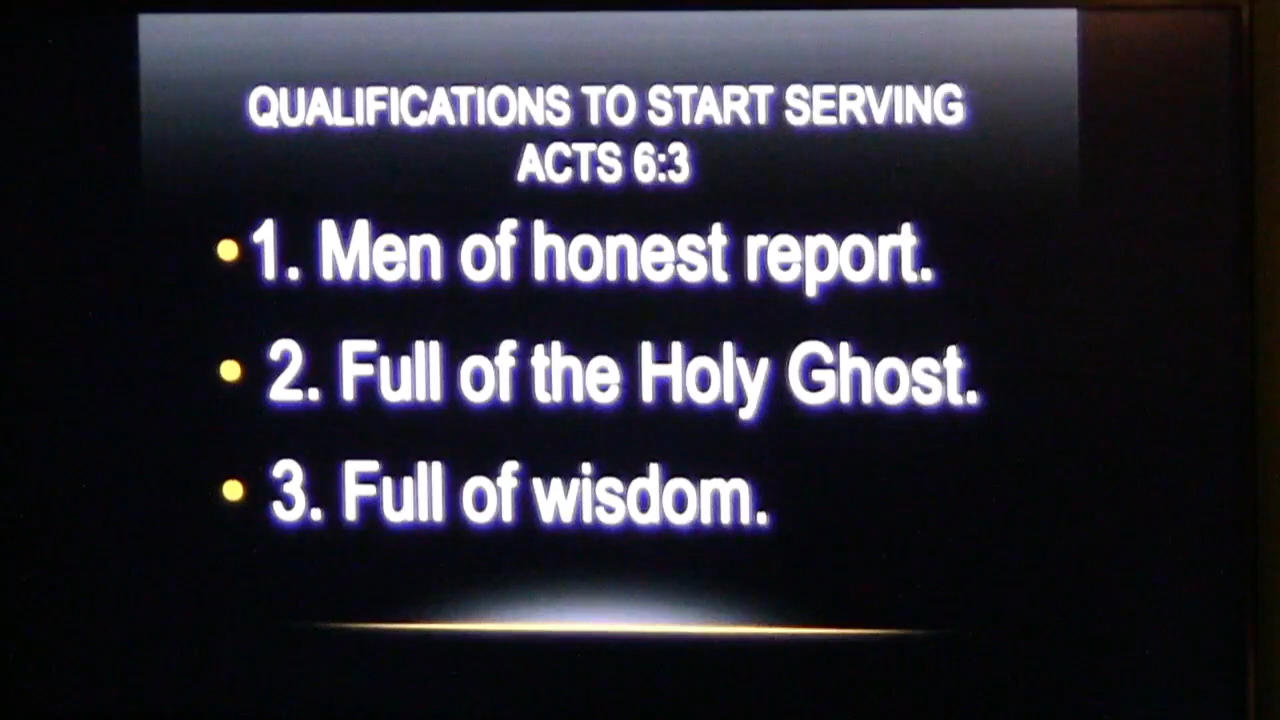 QUALIFICATIONS TO START SERVING
ACTS 6:3
• 1. Men of honest report.
• 2. Full of the Holy Ghost.
• 3. Full of wisdom.